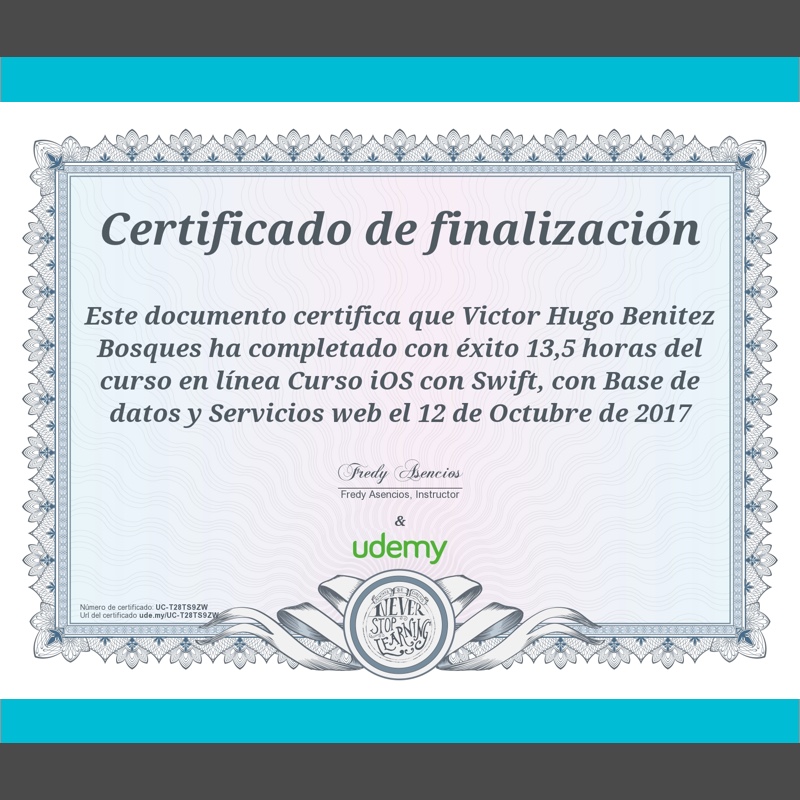 Certificado de finalización
Este documento certifica que Victor Hugo Benitez
Bosques ha completado con éxito 13,5 horas del
curso en línea Curso iOS con Swift, con Base de
datos y Servicios web el 12 de Octubre de 2017
Fredy Asencios
Fredy Asencios, Instructor
&
udemy
Número de certificado: UC-T28TS9ZW
Url del certificado ude.my/UC-T28TS9ZW
NEVER
STOP
LEARNING